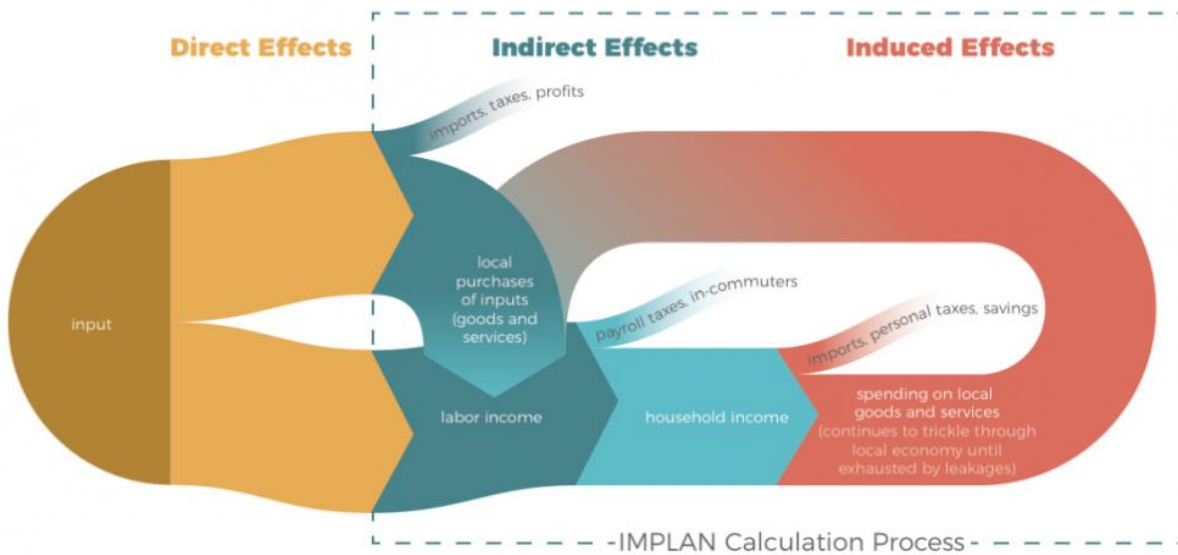 Direct Effects
Indirect Effects
Induced Effects
imports, taxes, profits
input
local
purchases
of inputs
(goods and
services)
payroll taxes, in-commuters
imports, personal taxes, savings
labor income
household income
spending on local
goods and services
(continues to trickle through
local economy until
exhausted by leakages)
IMPLAN Calculation Process